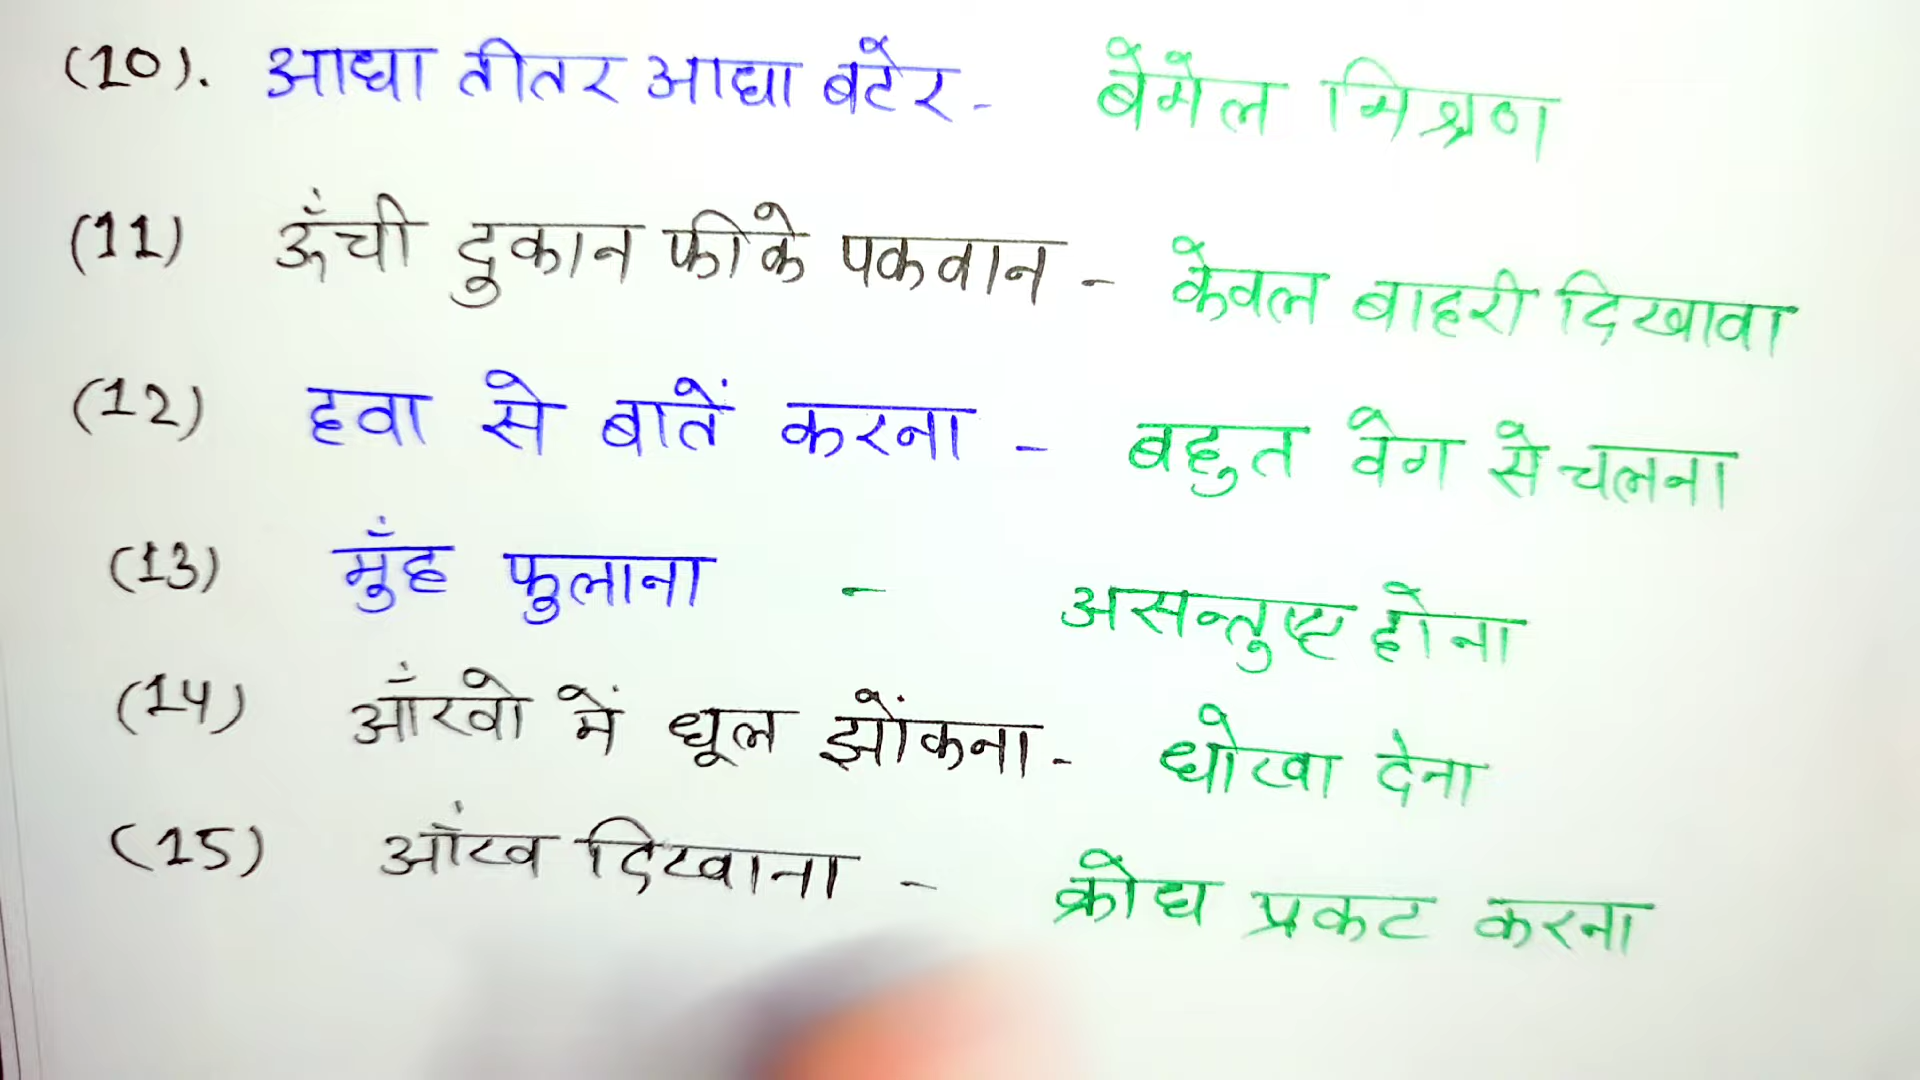 (10). आधा तीतर आधा बटेर - बेमेल मिश्रण
(11) ऊँची दुकान फीके पकवान - केवल बाहरी दिखावा
(12) हवा से बातें करना - बहुत वेग से चलना
(13) मुँह फुलाना - असन्तुष्ट होना
(14) आँखो में धूल झोंकना - धोखा देना
(15) आँख दिखाना - क्रोध प्रकट करना